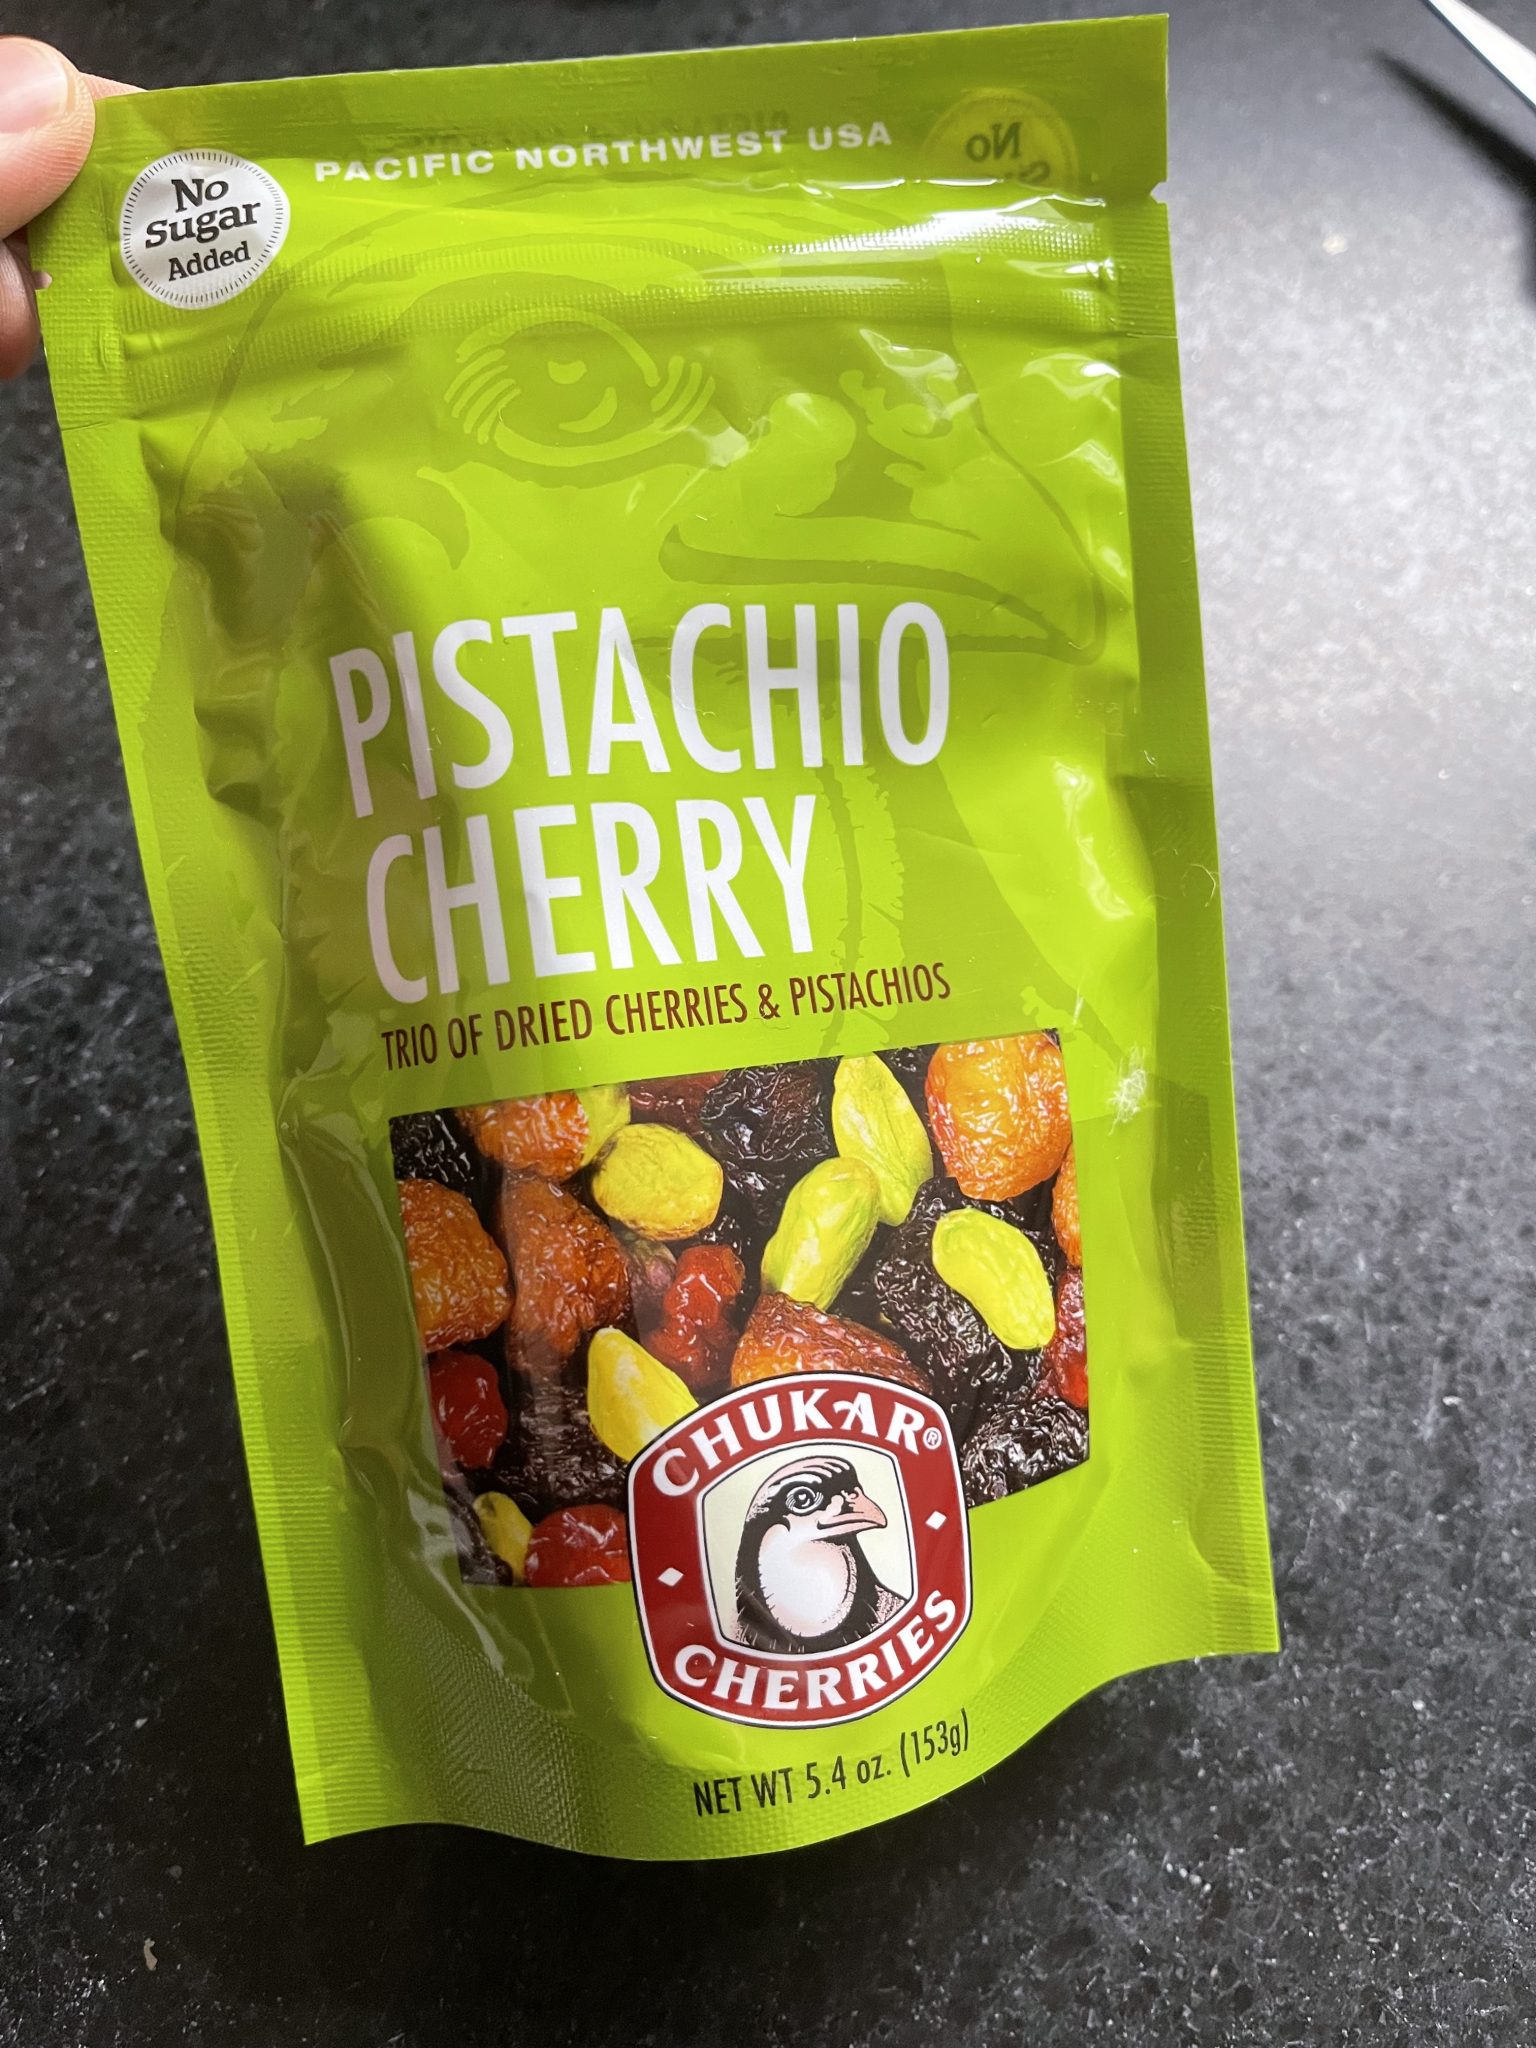 PACIFIC NORTHWEST USA
No
Sugar
Added
No
PISTACHIO
CHERRY
TRIO OF DRIED CHERRIES & PISTACHIOS
CHUKAR®
CHERRIES
NET WT 5.4 oz. (153g)